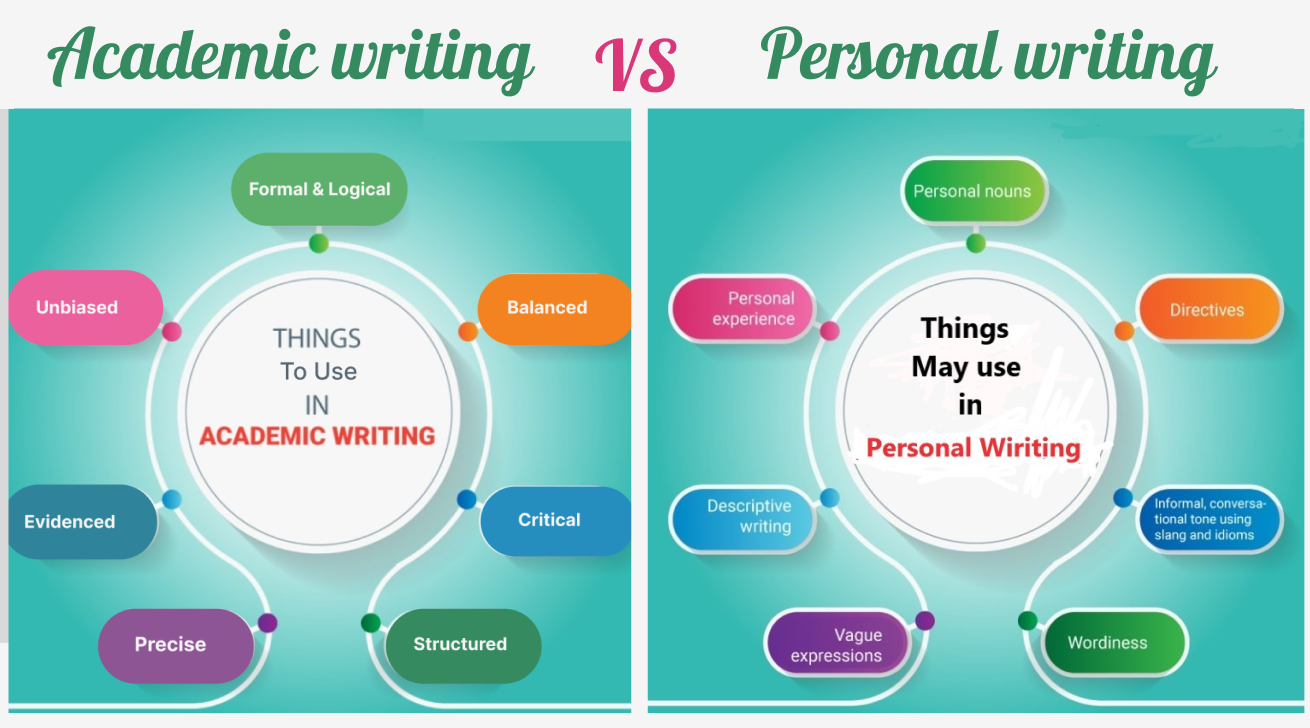 Academic writing VS Personal writing
Formal & Logical
Unbiased
Balanced
THINGS
To Use
IN
ACADEMIC WRITING
Evidenced
Critical
Precise
Structured
Personal nouns
Personal
experience
Directives
Things
May use
in
Personal Wiriting
Descriptive
writing
Informal, conversa-
tional tone using
slang and idioms
Vague
expressions
Wordiness